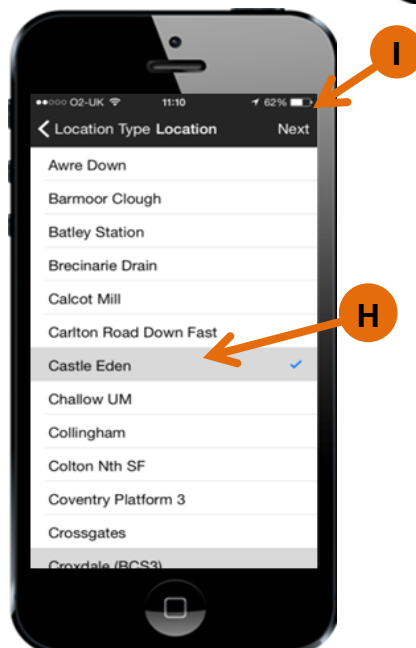 I
O2-UK 11:10 62%
Location Type Location Next
Awre Down
Barmoor Clough
Batley Station
Brecinarie Drain
Calcot Mill
H
Carlton Road Down Fast
Castle Eden
Challow UM
Collingham
Colton Nth SF
Coventry Platform 3
Crossgates
Croxdale (BCS3)